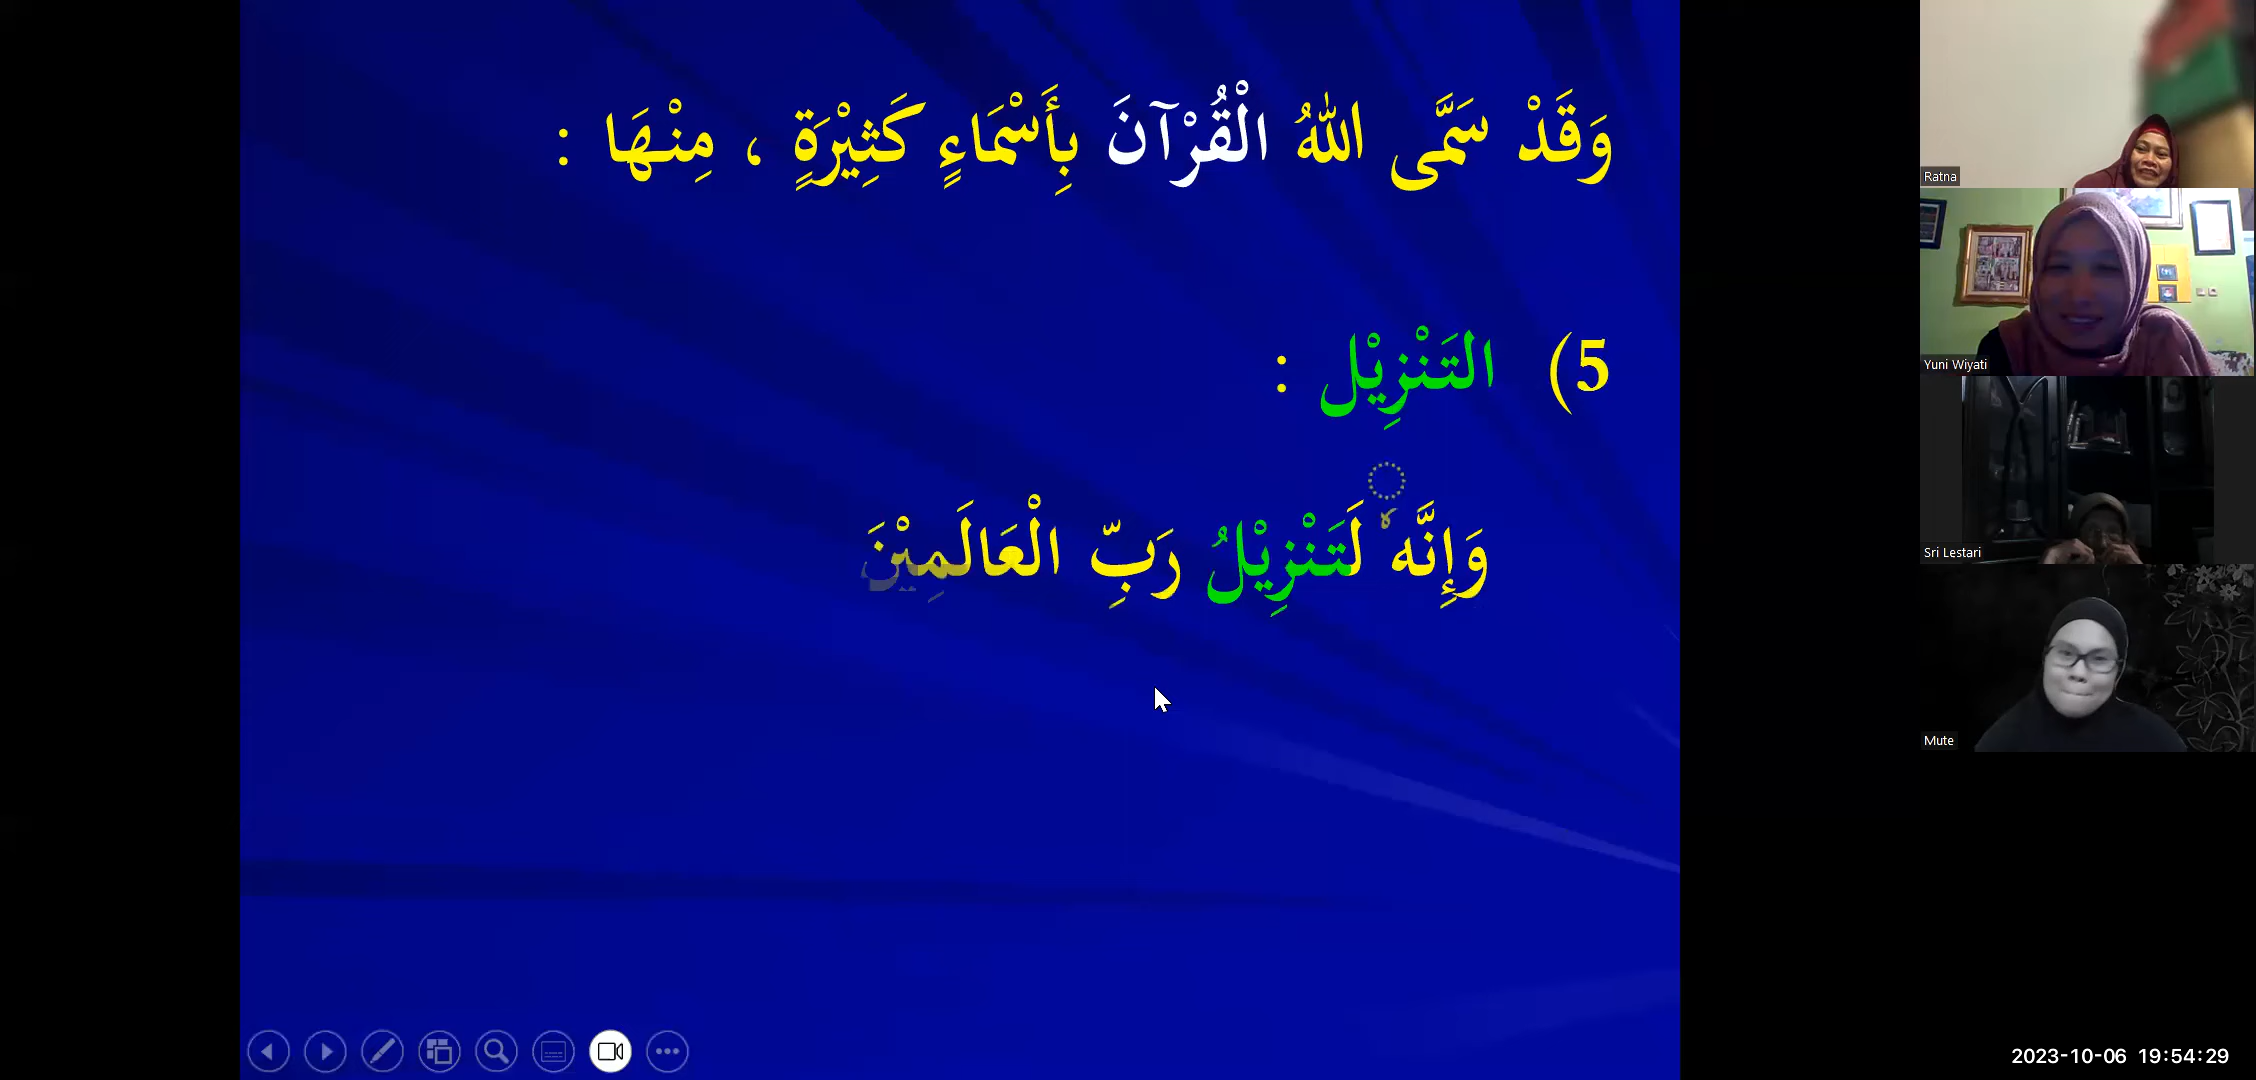 وَقَدْ سَمَّى اللهُ الْقُرْآنَ بِأَسْمَاءٍ كَثِيْرَةٍ ، مِنْهَا :
5) التَنْزِيْل :
وَإِنَّه ٗ لَتَنْزِيْلُ رَبِّ الْعَالَمِيْنَ
Ratna
Yuni Wiyati
Sri Lestari
Mute
2023-10-06 19:54:29